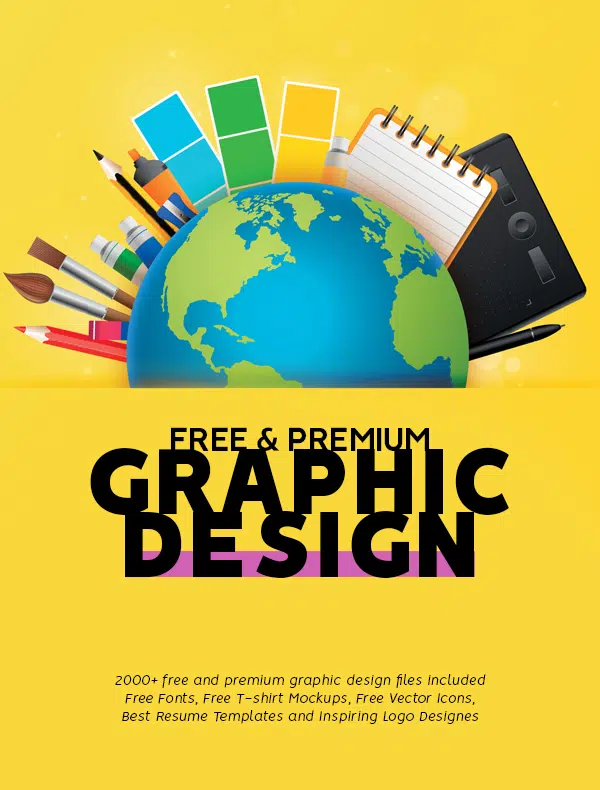 FREE & PREMIUM
GRAPHIC
DESIGN
2000+ free and premium graphic design files included
Free Fonts, Free T-shirt Mockups, Free Vector Icons,
Best Resume Templates and Inspiring Logo Designes